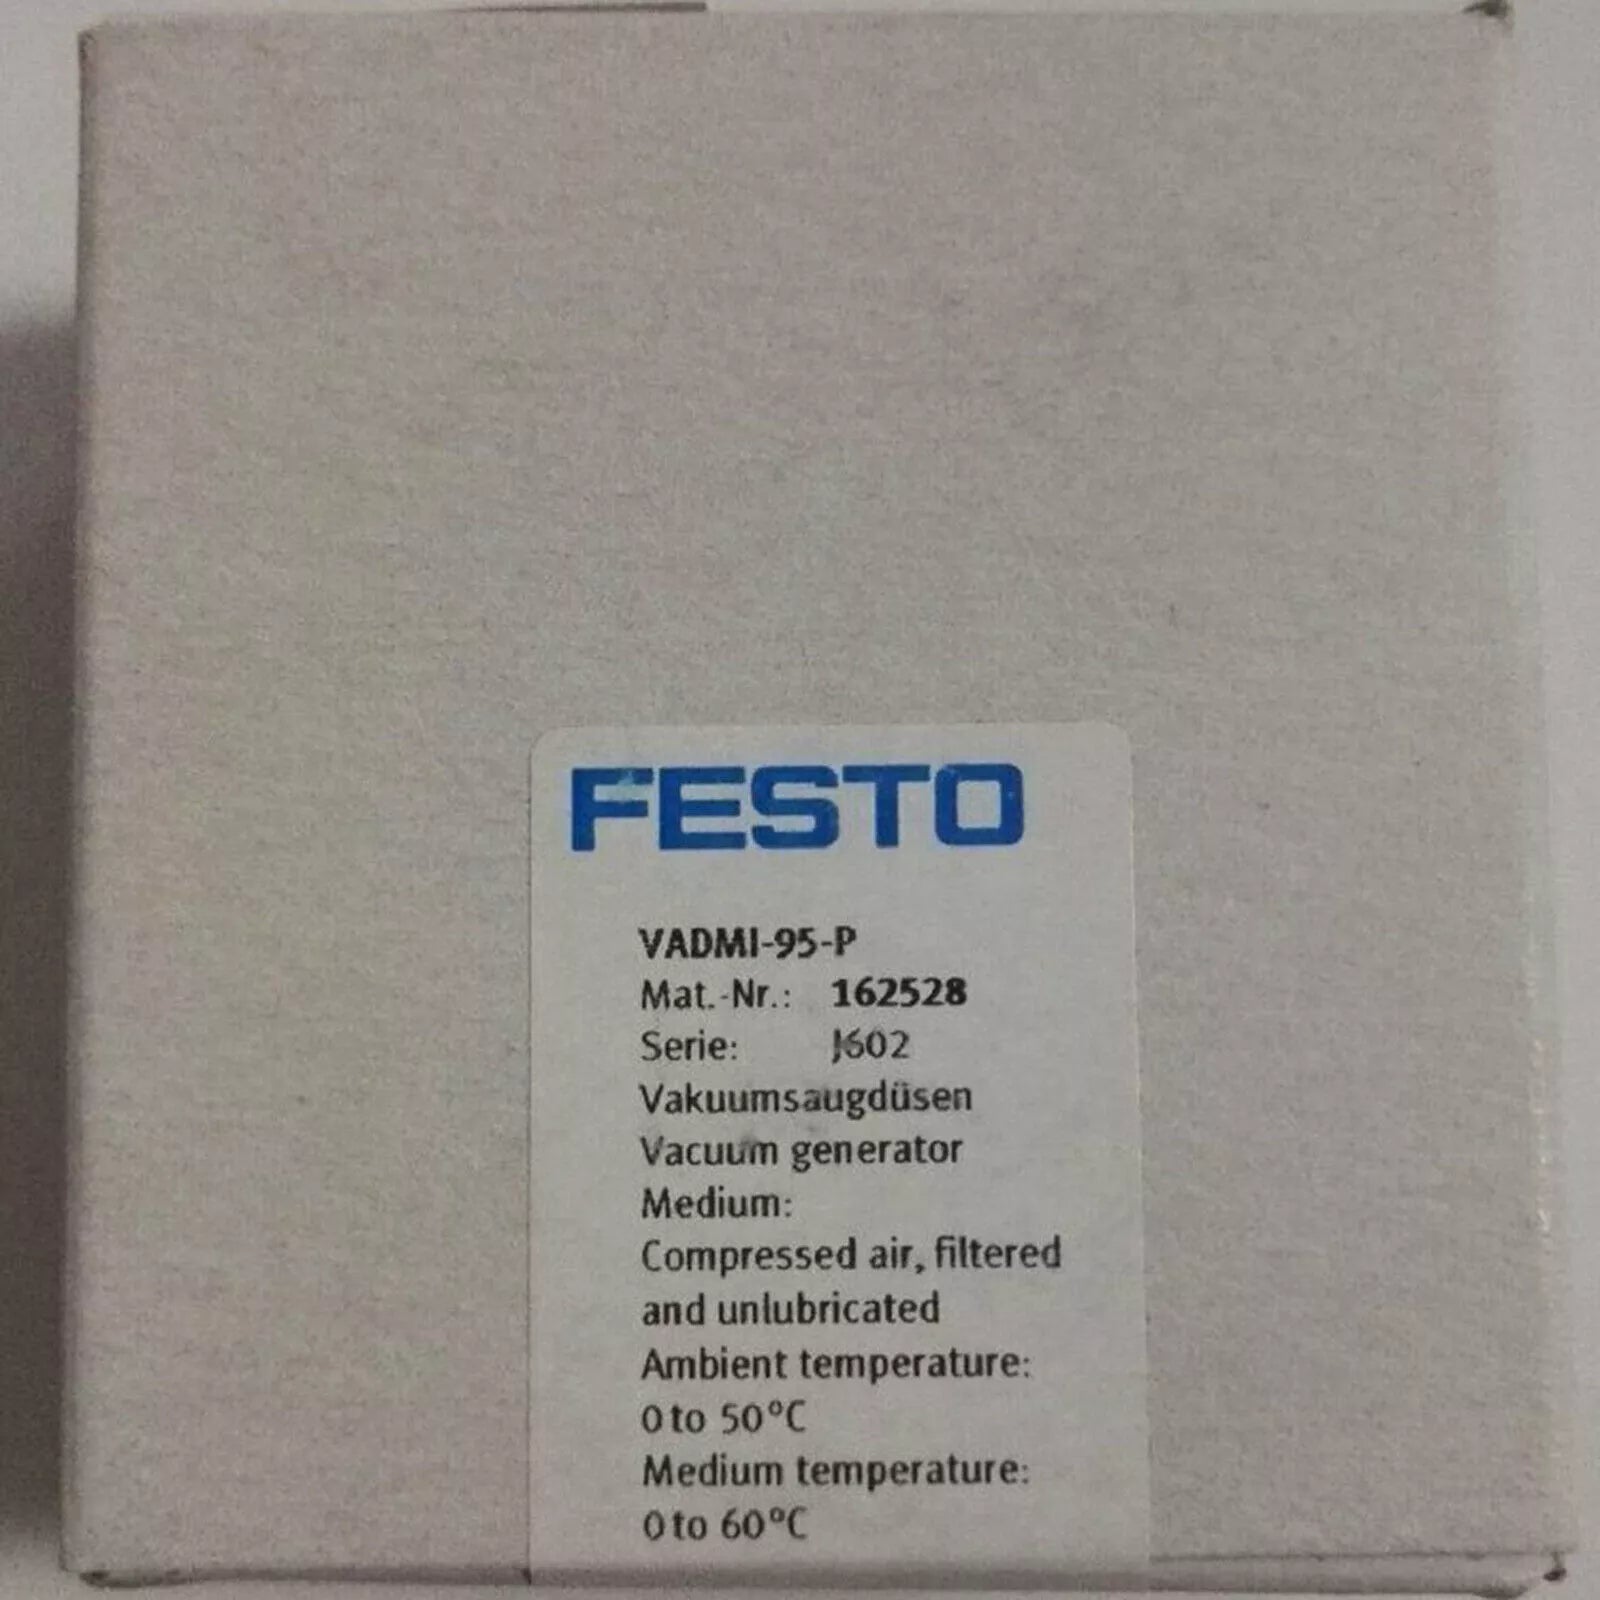 FESTO
VADMI-95-P
Mat.-Nr.: 162528
Serie: J602
Vakuumsaugdüsen
Vacuum generator
Medium:
Compressed air, filtered
and unlubricated
Ambient temperature:
0 to 50°C
Medium temperature:
0 to 60°C